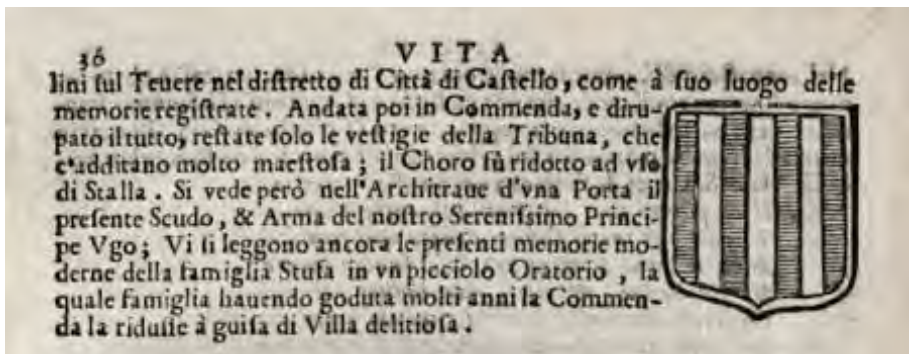 36 VITA
lini ſul Teuere nel diſtretto di Città di Caſtello, come à ſuo luogo delle
memorie regiſtrate. Andata poi in Commenda, e diru-
pato il tutto, reſtate ſolo le veſtigie della Tribuna, che
c'additano molto maeſtoſa; il Choro fù ridotto ad vſo
di Stalla. Si vede però nell'Architraue d'vna Porta il
preſente Scudo, & Arma del noſtro Sereniſsimo Princi-
pe Vgo; Vi ſi leggono ancora le preſenti memorie mo-
derne della famiglia Stufa in vn picciolo Oratorio, la
quale famiglia hauendo goduta molti anni la Commen-
da la riduſſe à guiſa di Villa delitioſa.